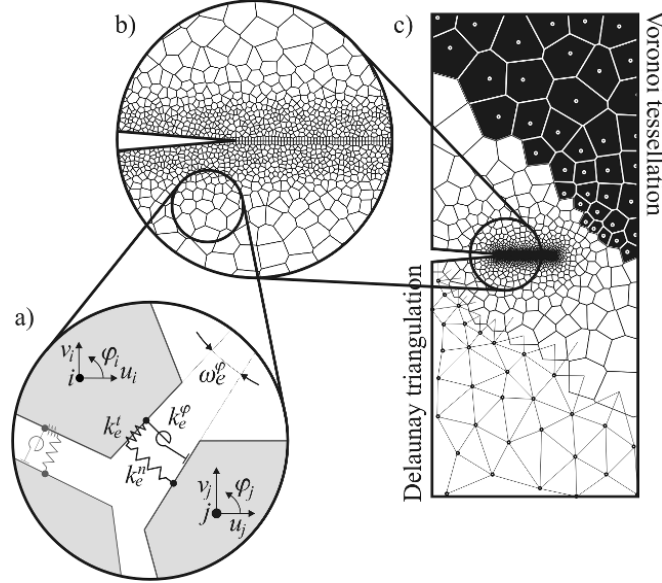 b)
c)
Voronoi tessellation
Delaunay triangulation
a)
v_i
φ_i
i
u_i
ω_e^φ
k_e^t
k_e^φ
k_e^n
v_j
φ_j
j
u_j